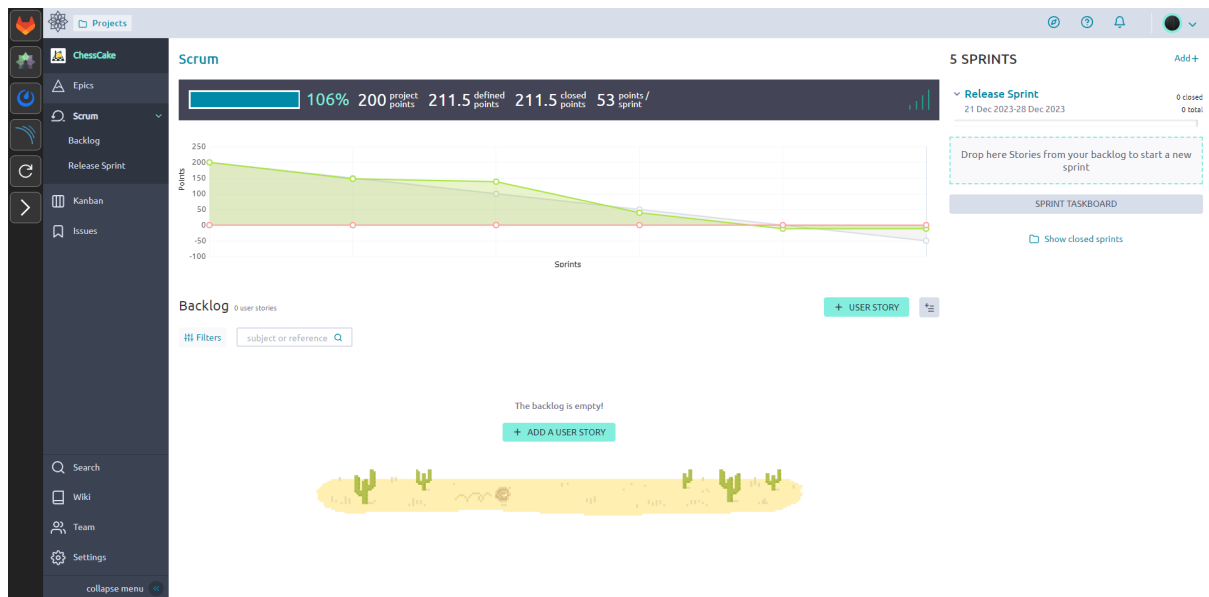 Projects
ChessCake
Epics
Scrum
Backlog
Release Sprint
Kanban
Issues
Search
Wiki
Team
Settings
collapse menu
Scrum
106% 200 project points 211.5 defined points 211.5 closed points 53 points / sprint
250
200
150
100
50
0
-50
-100
Points
Sprints
Backlog 0 user stories
+ USER STORY
Filters
subject or reference
The backlog is empty!
+ ADD A USER STORY
5 SPRINTS
Add+
Release Sprint
21 Dec 2023-28 Dec 2023
0 closed
0 total
Drop here Stories from your backlog to start a new
sprint
SPRINT TASKBOARD
Show closed sprints